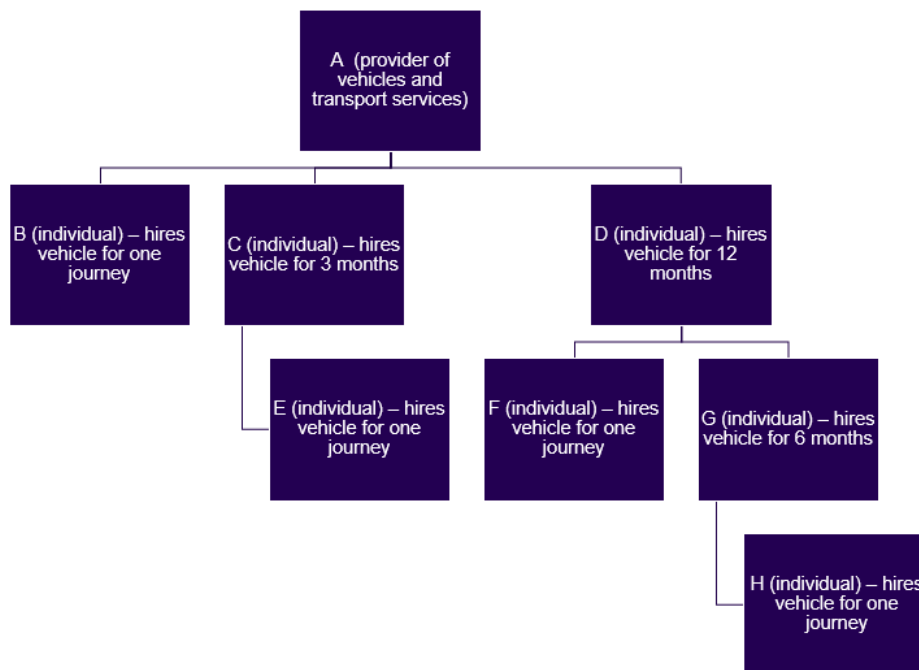 A  (provider of
vehicles and
transport services)
B (individual) – hires
vehicle for one
journey
C (individual) – hires
vehicle for 3 months
D (individual) – hires
vehicle for 12
months
E (individual) – hires
vehicle for one
journey
F (individual) – hires
vehicle for one
journey
G (individual) – hires
vehicle for 6 months
H (individual) – hires
vehicle for one
journey